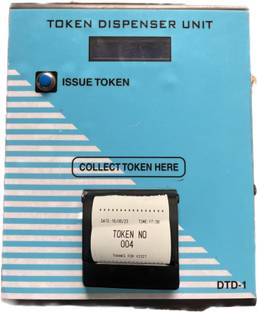 TOKEN DISPENSER UNIT
ISSUE TOKEN
COLLECT TOKEN HERE
TOKEN NO
004
THANKS FOR VISIT
DTD-1